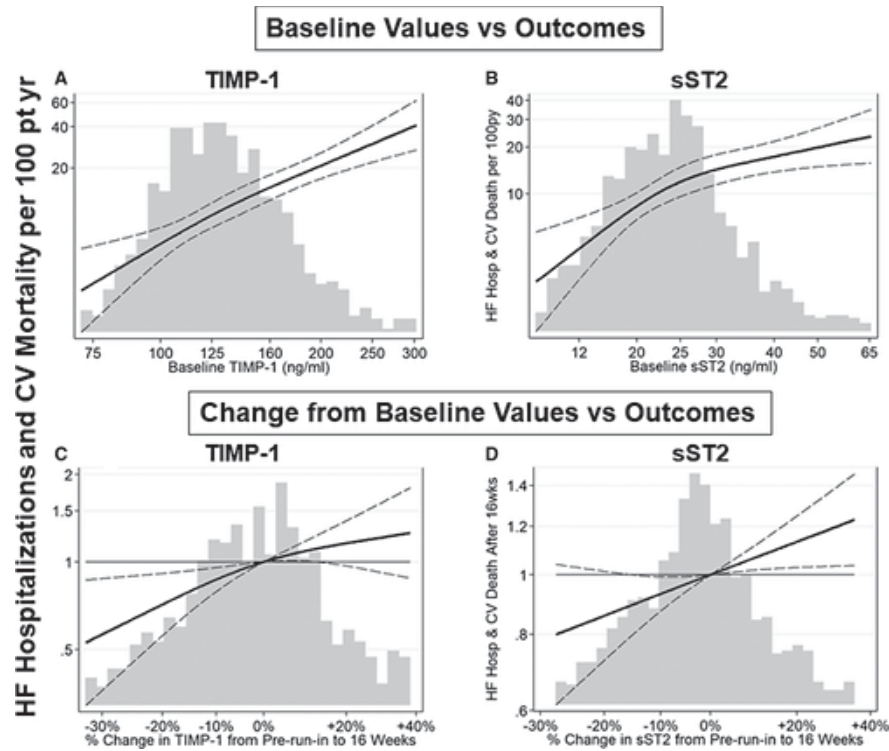 Baseline Values vs Outcomes
HF Hospitalizations and CV Mortality per 100 pt yr
A
TIMP-1
60
40
20
75 100 125 160 200 250 300
Baseline TIMP-1 (ng/ml)
B
sST2
HF Hosp & CV Death per 100py
40
30
20
10
12 20 25 30 40 50 65
Baseline sST2 (ng/ml)
Change from Baseline Values vs Outcomes
C
TIMP-1
2
1.5
1
.5
-30% -20% -10% 0% +20% +40%
% Change in TIMP-1 from Pre-run-in to 16 Weeks
D
sST2
HF Hosp & CV Death After 16wks
1.4
1.2
1
.8
.6
-30% -20% 0% +20% +40%
% Change in sST2 from Pre-run-in to 16 Weeks